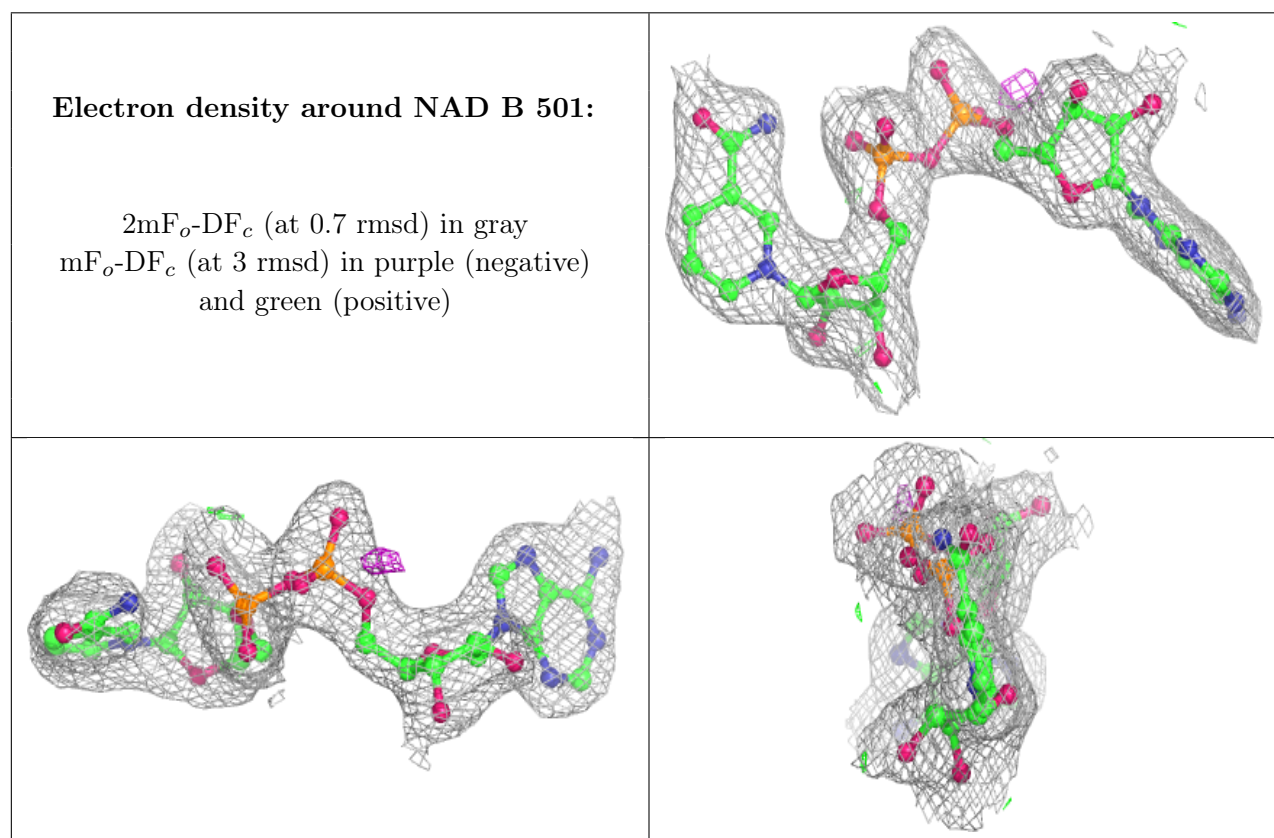 Electron density around NAD B 501:
2mFo-DFc (at 0.7 rmsd) in gray
mFo-DFc (at 3 rmsd) in purple (negative)
and green (positive)